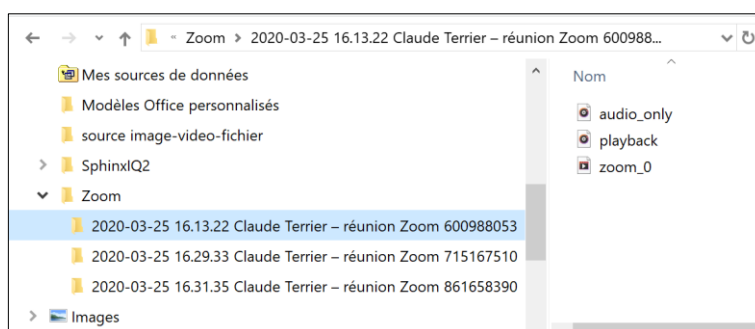 Zoom > 2020-03-25 16.13.22 Claude Terrier – réunion Zoom 600988...
Mes sources de données
Modèles Office personnalisés
source image-video-fichier
SphinxIQ2
Zoom
2020-03-25 16.13.22 Claude Terrier – réunion Zoom 600988053
2020-03-25 16.29.33 Claude Terrier – réunion Zoom 715167510
2020-03-25 16.31.35 Claude Terrier – réunion Zoom 861658390
Images
Nom
audio_only
playback
zoom_0